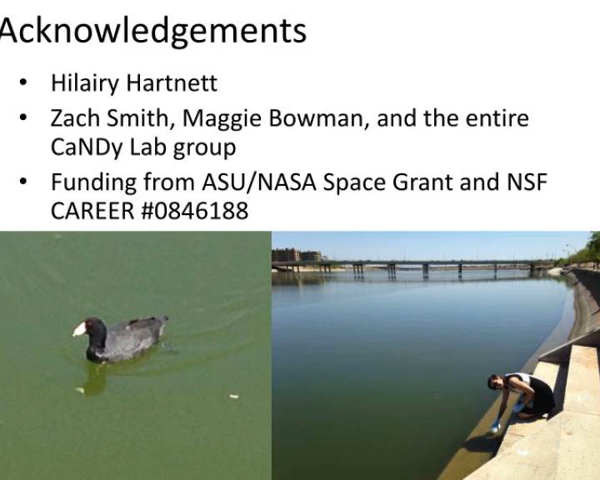 Acknowledgements
• Hilairy Hartnett
• Zach Smith, Maggie Bowman, and the entire
CaNDy Lab group
• Funding from ASU/NASA Space Grant and NSF
CAREER #0846188